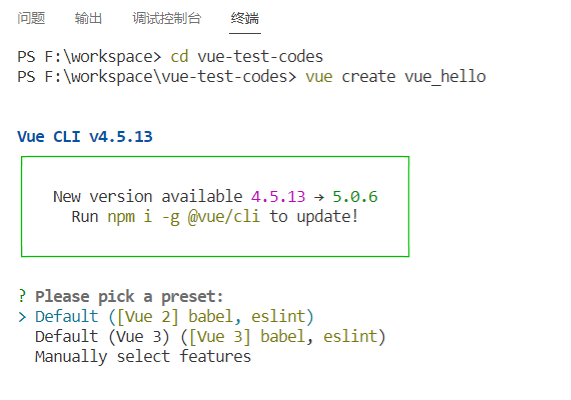 问题 输出 调试控制台 终端
PS F:\workspace> cd vue-test-codes
PS F:\workspace\vue-test-codes> vue create vue_hello
Vue CLI v4.5.13
New version available 4.5.13 → 5.0.6
Run npm i -g @vue/cli to update!
? Please pick a preset:
> Default ([Vue 2] babel, eslint)
Default (Vue 3) ([Vue 3] babel, eslint)
Manually select features